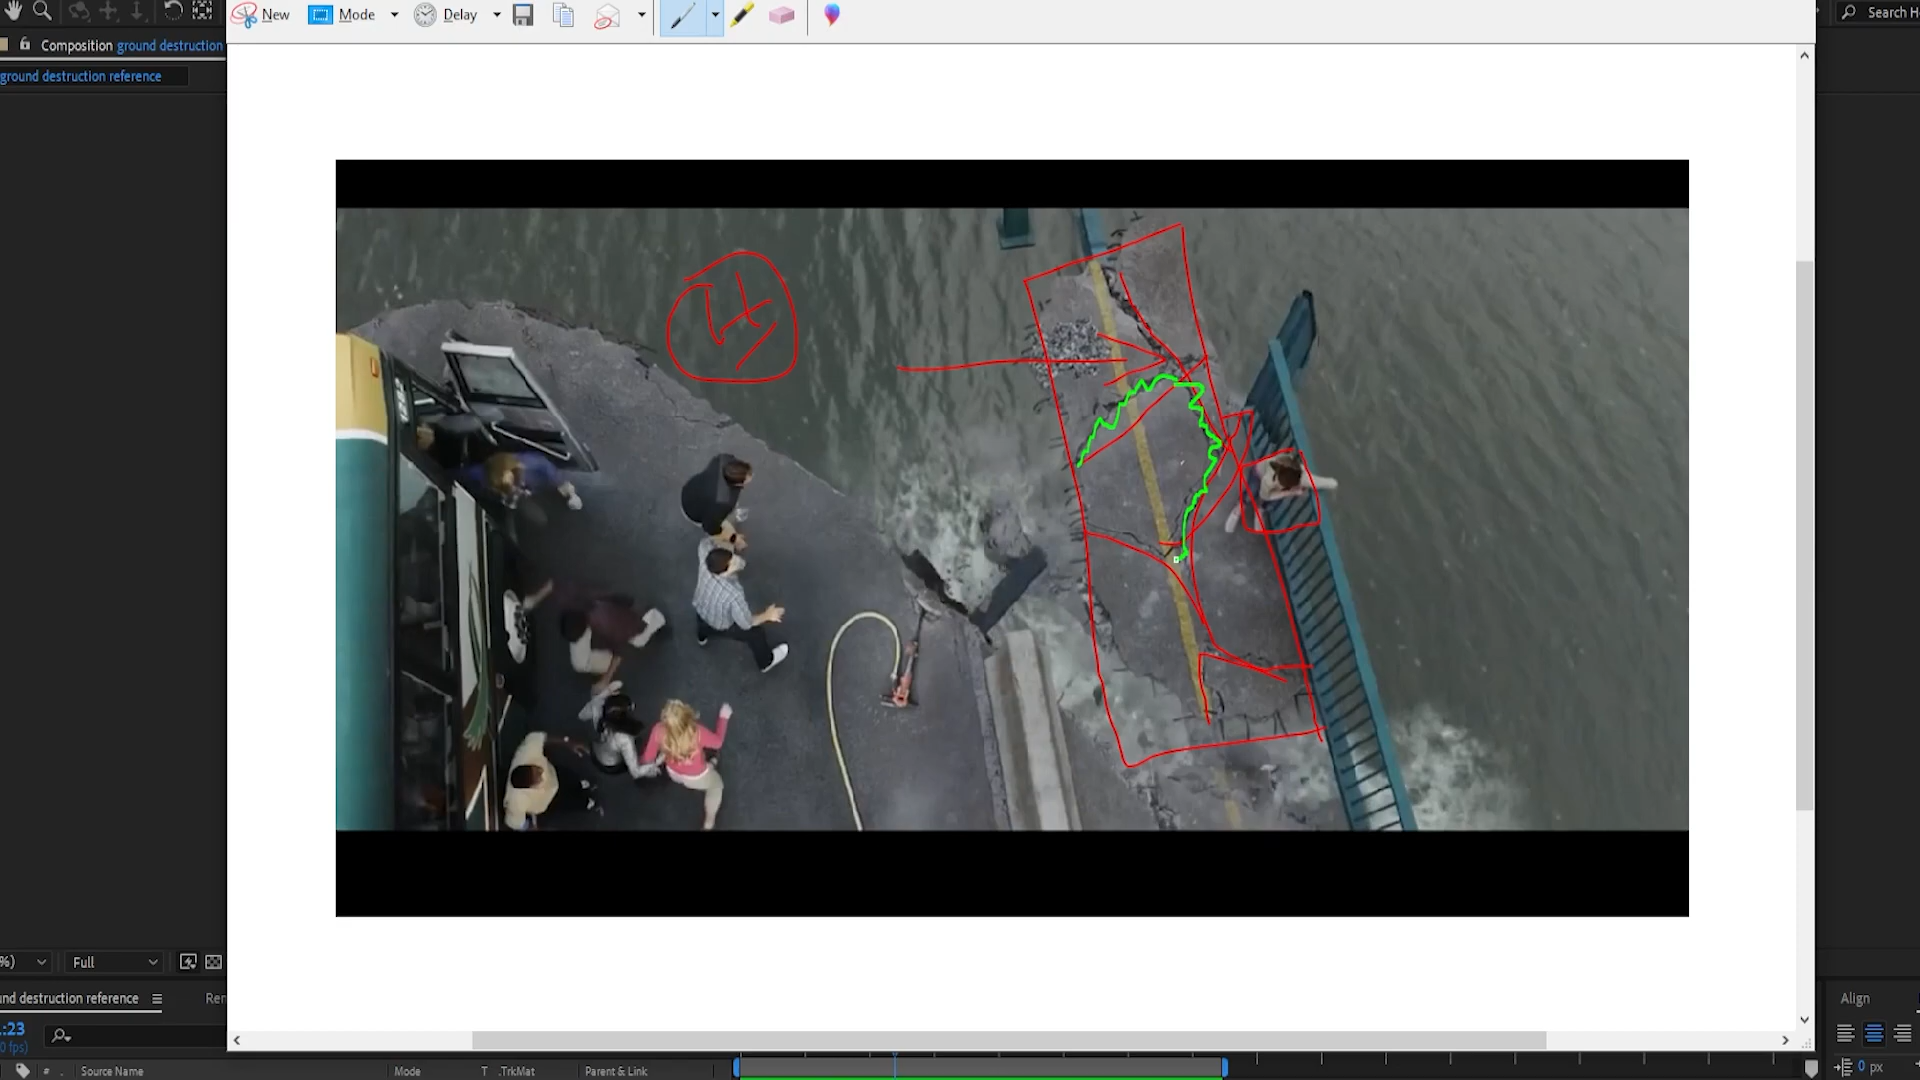 New Mode Delay
Search H
Composition ground destruction
ground destruction reference
%) Full
und destruction reference
Ren
:23
0 fps)
# Source Name Mode T .TrkMat Parent & Link
Align
0 px